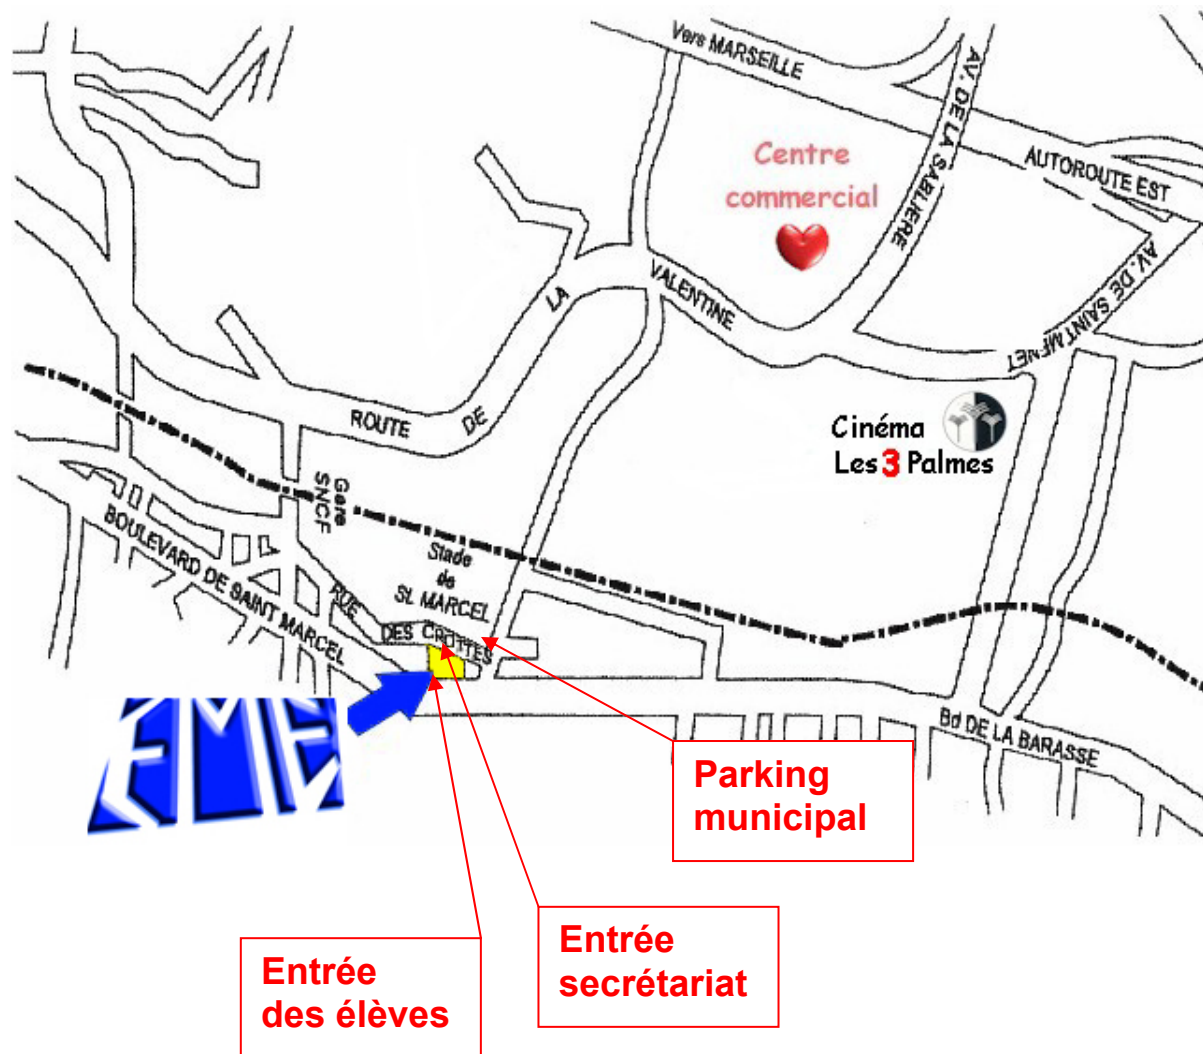 Vers MARSEILLE
AV. DE LA SABLIERE
AUTOROUTE EST
Centre
commercial
AV. DE SAINT MENET
ROUTE DE LA VALENTINE
Cinéma
Les 3 Palmes
Gare
SNCF
Stade
de
St. MARCEL
BOULEVARD DE SAINT MARCEL
RUE DES CROTTES
Bd DE LA BARASSE
Parking
municipal
Entrée
secrétariat
Entrée
des élèves